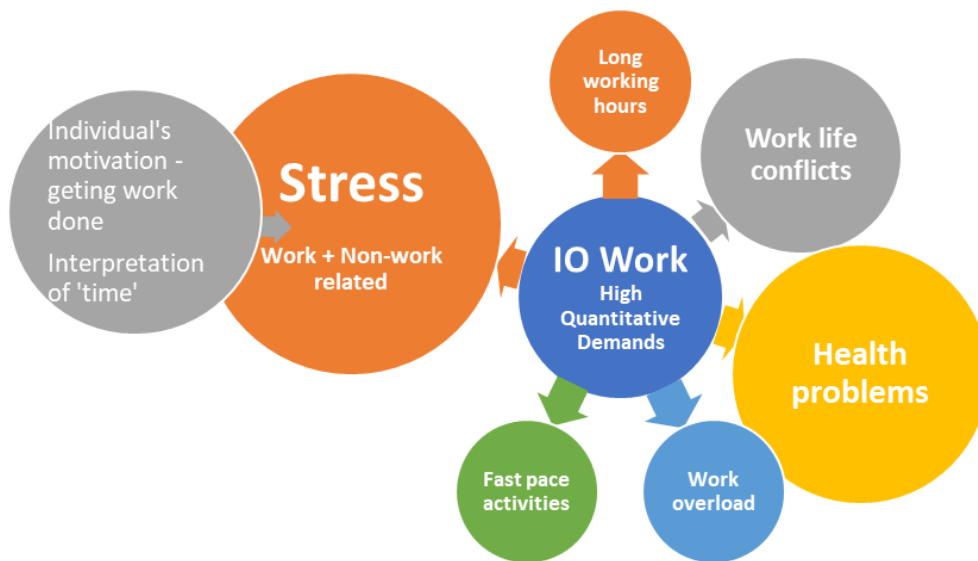 Individual's
motivation -
geting work
done
Interpretation
of 'time'
Stress
Work + Non-work
related
Long
working
hours
Work life
conflicts
IO Work
High
Quantitative
Demands
Health
problems
Fast pace
activities
Work
overload